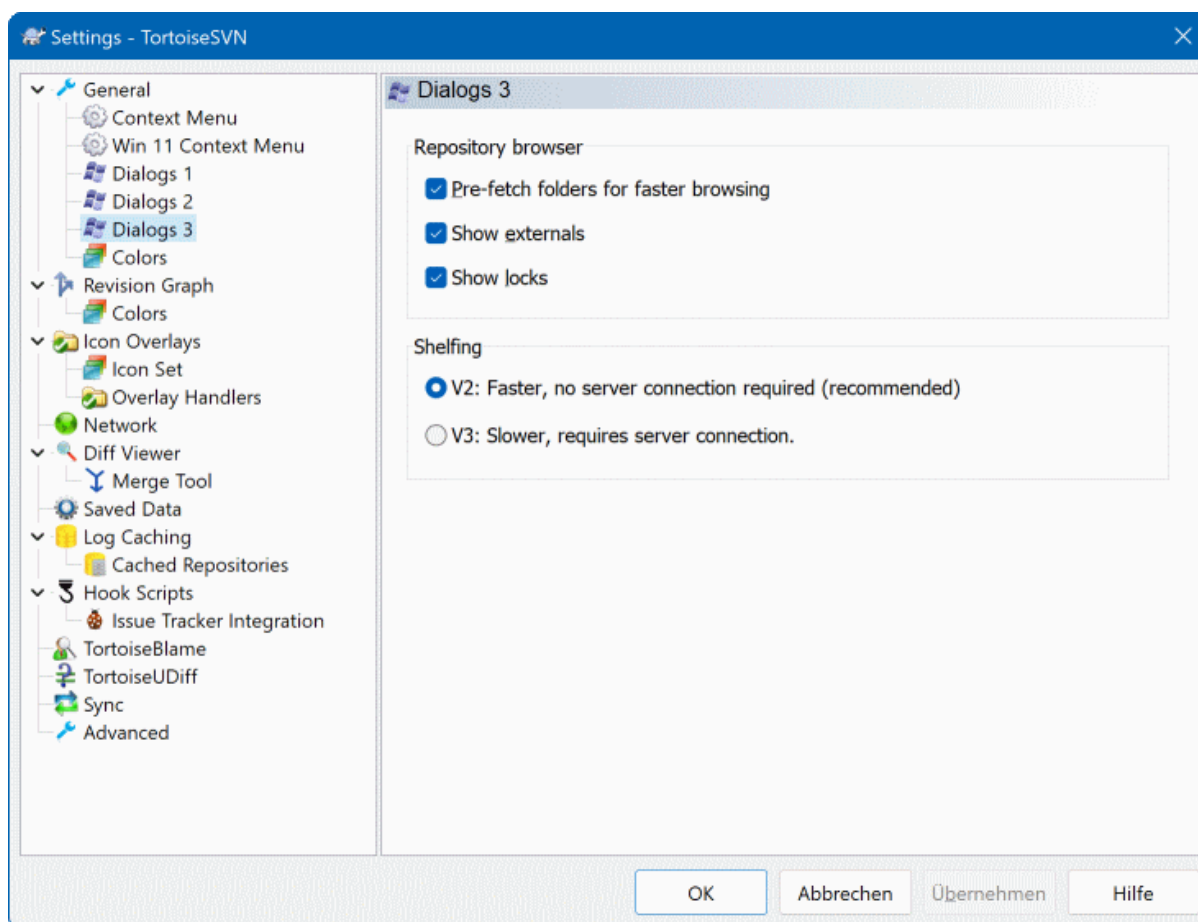 Settings - TortoiseSVN
General
Context Menu
Win 11 Context Menu
Dialogs 1
Dialogs 2
Dialogs 3
Colors
Revision Graph
Colors
Icon Overlays
Icon Set
Overlay Handlers
Network
Diff Viewer
Merge Tool
Saved Data
Log Caching
Cached Repositories
Hook Scripts
Issue Tracker Integration
TortoiseBlame
TortoiseUDiff
Sync
Advanced
Dialogs 3
Repository browser
Pre-fetch folders for faster browsing
Show externals
Show locks
Shelfing
V2: Faster, no server connection required (recommended)
V3: Slower, requires server connection.
OK Abbrechen Übernehmen Hilfe